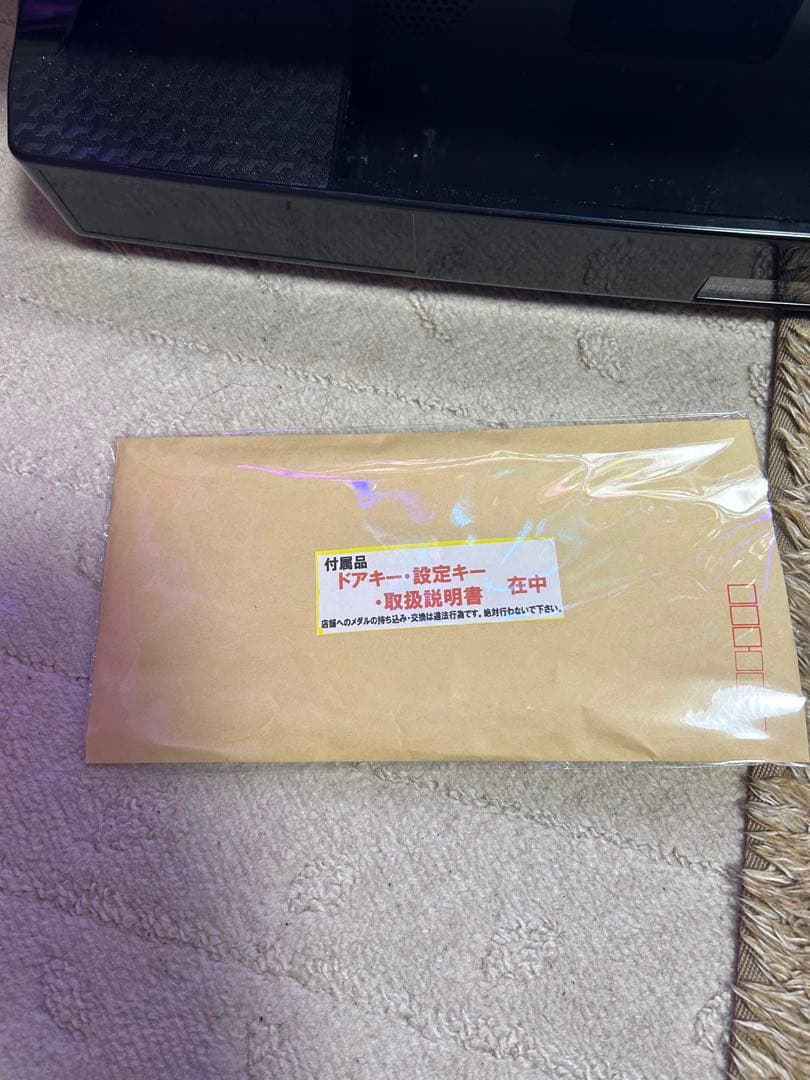 付属品
ドアキー・設定キー
・取扱説明書 在中
店舗へのメダルの持ち込み・交換は違法行為です。絶対行わないで下さい。